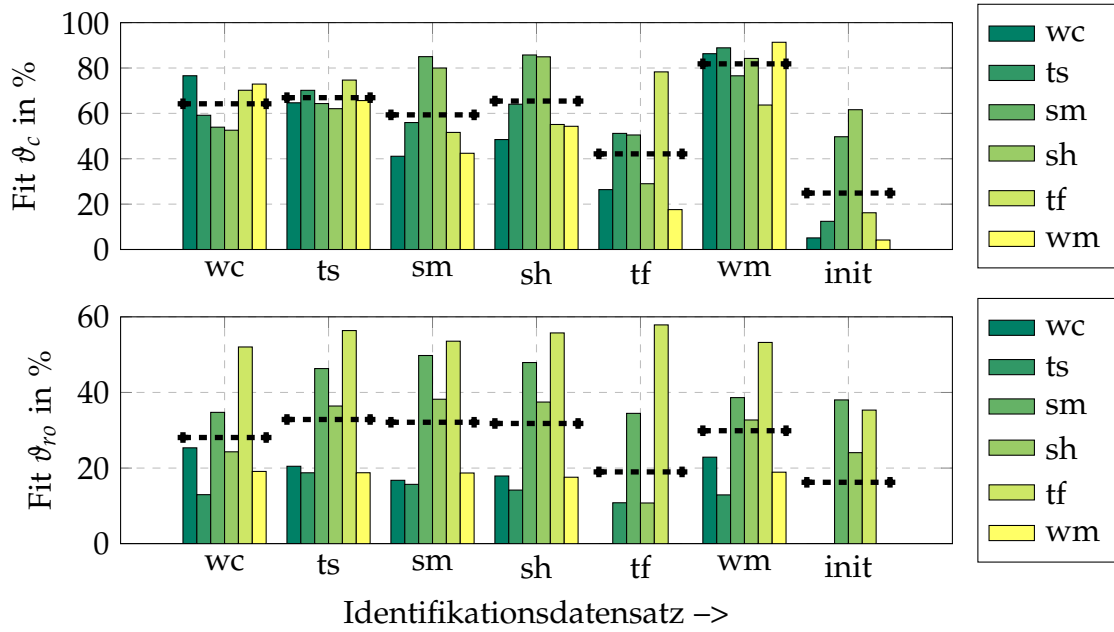 Fit ϑc in %
100
80
60
40
20
0
wc ts sm sh tf wm init
wc
ts
sm
sh
tf
wm
Fit ϑro in %
60
40
20
0
wc ts sm sh tf wm init
wc
ts
sm
sh
tf
wm
Identifikationsdatensatz –>